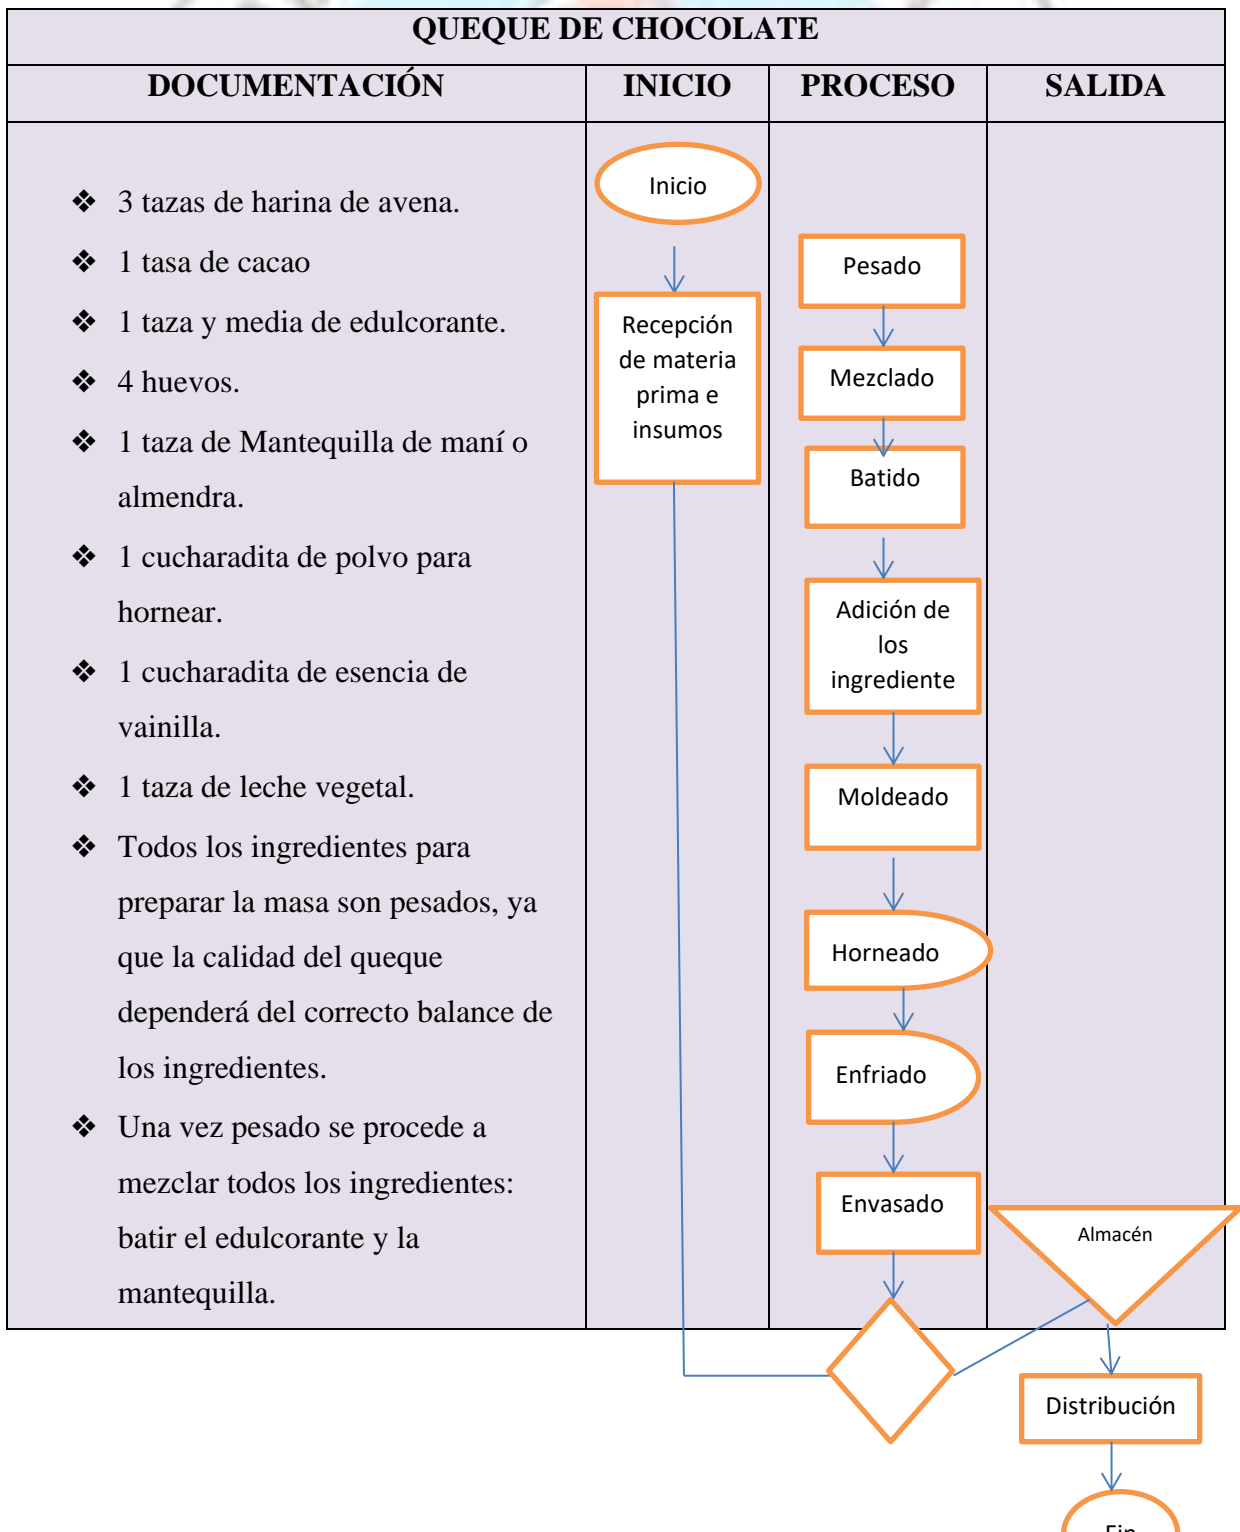 QUEQUE DE CHOCOLATE
DOCUMENTACIÓN
INICIO
PROCESO
SALIDA
❖ 3 tazas de harina de avena.
❖ 1 tasa de cacao
❖ 1 taza y media de edulcorante.
❖ 4 huevos.
❖ 1 taza de Mantequilla de maní o
almendra.
❖ 1 cucharadita de polvo para
hornear.
❖ 1 cucharadita de esencia de
vainilla.
❖ 1 taza de leche vegetal.
❖ Todos los ingredientes para
preparar la masa son pesados, ya
que la calidad del queque
dependerá del correcto balance de
los ingredientes.
❖ Una vez pesado se procede a
mezclar todos los ingredientes:
batir el edulcorante y la
mantequilla.
Inicio
Recepción
de materia
prima e
insumos
Pesado
Mezclado
Batido
Adición de
los
ingrediente
Moldeado
Horneado
Enfriado
Envasado
Almacén
Distribución
Fin